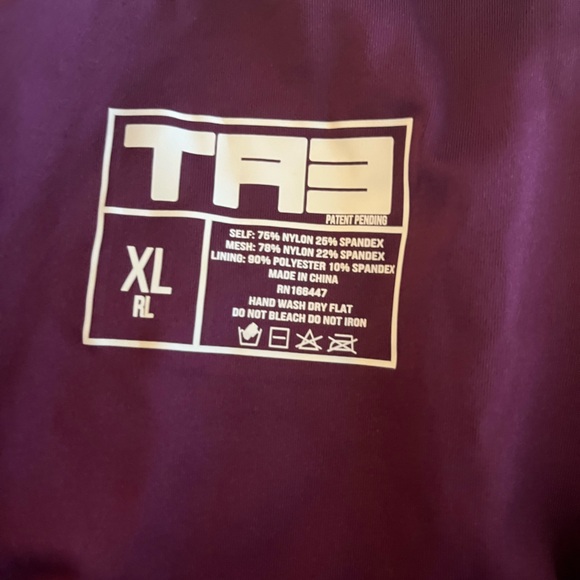 TA3
PATENT PENDING
XL
RL
SELF: 75% NYLON 25% SPANDEX
MESH: 78% NYLON 22% SPANDEX
LINING: 90% POLYESTER 10% SPANDEX
MADE IN CHINA
RN166447
HAND WASH DRY FLAT
DO NOT BLEACH DO NOT IRON